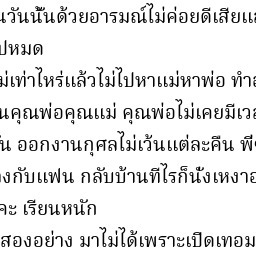 วันนั้นด้วยอารมณ์ไม่ค่อยดีเสีย
ปหมด
ม่เท่าไหร่แล้วไม่ไปหาแม่หาพ่อ ทำ
นคุณพ่อคุณแม่ คุณพ่อไม่เคยมีเว
น ออกงานกุศลไม่เว้นแต่ละคืน พี่
งกับแฟน กลับบ้านทีไรก็นั่งเหงา
คะ เรียนหนัก
สองอย่าง มาไม่ได้เพราะเปิดเทอม